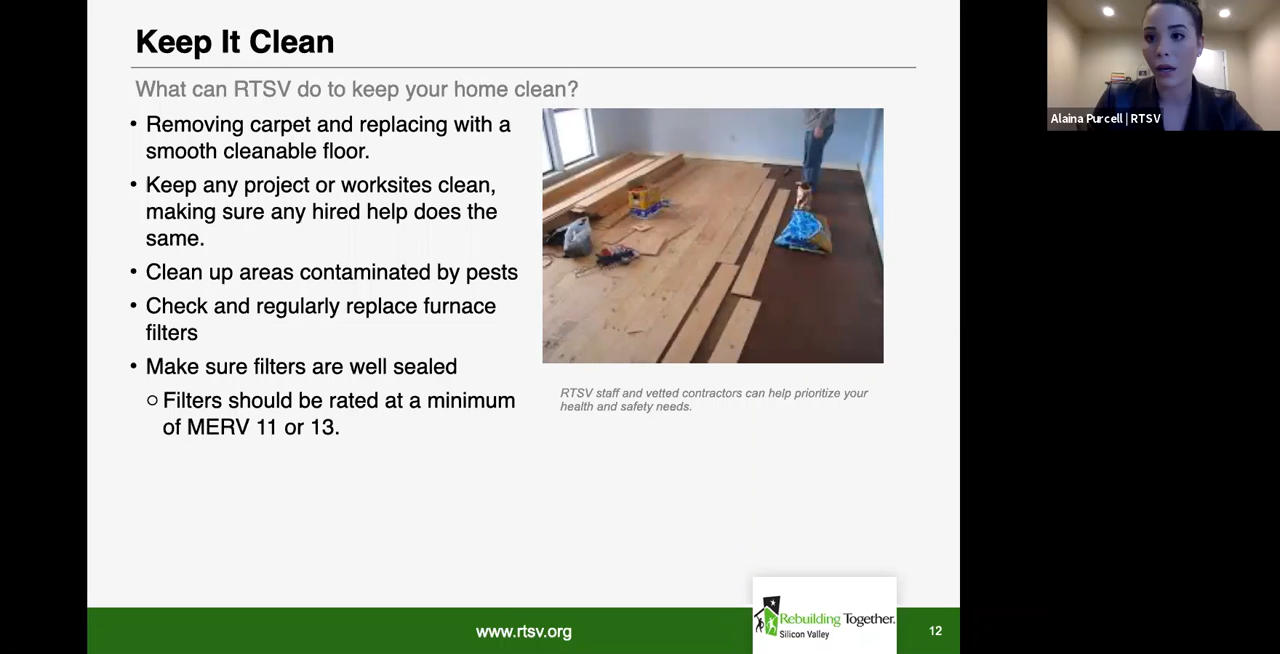 Keep It Clean
What can RTSV do to keep your home clean?
• Removing carpet and replacing with a
smooth cleanable floor.
• Keep any project or worksites clean,
making sure any hired help does the
same.
• Clean up areas contaminated by pests
• Check and regularly replace furnace
filters
• Make sure filters are well sealed
○ Filters should be rated at a minimum
of MERV 11 or 13.
RTSV staff and vetted contractors can help prioritize your
health and safety needs.
www.rtsv.org
Rebuilding Together.
Silicon Valley
12
Alaina Purcell | RTSV